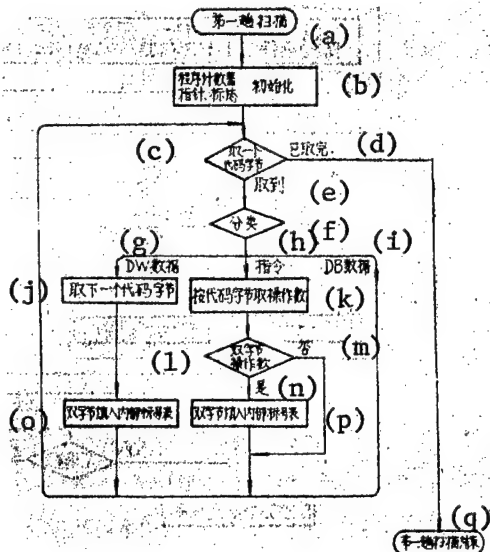 第一遍扫描
(a)
程序计数器
指针、标志 初始化
(b)
(c)
取一个
代码字节
已取完
(d)
取到
(e)
分类
(f)
(g)
(h)
(i)
DW数据
指令
DB数据
(j)
取下一个代码字节
按代码字节取操作数
(k)
(l)
双字节
操作数
否
(m)
是
(n)
(o)
双字节填入内部标号表
双字节填入内部标号表
(p)
(q)
第一遍扫描结束